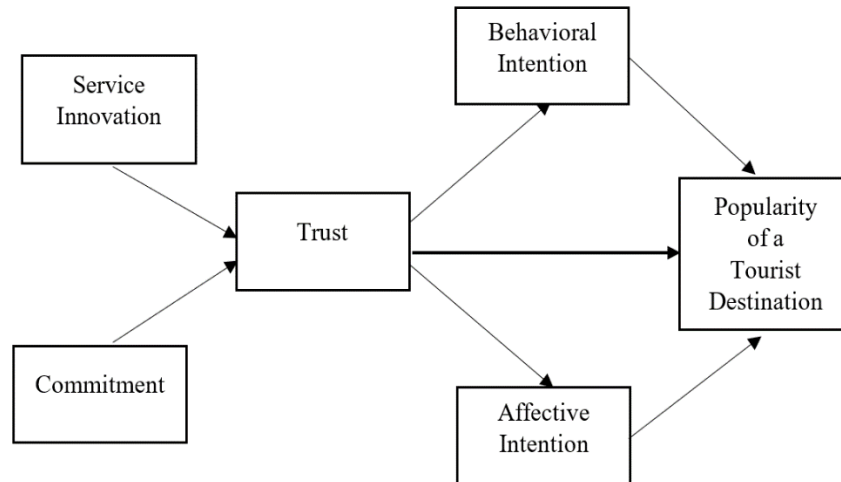 Behavioral
Intention
Service
Innovation
Trust
Popularity
of a
Tourist
Destination
Commitment
Affective
Intention